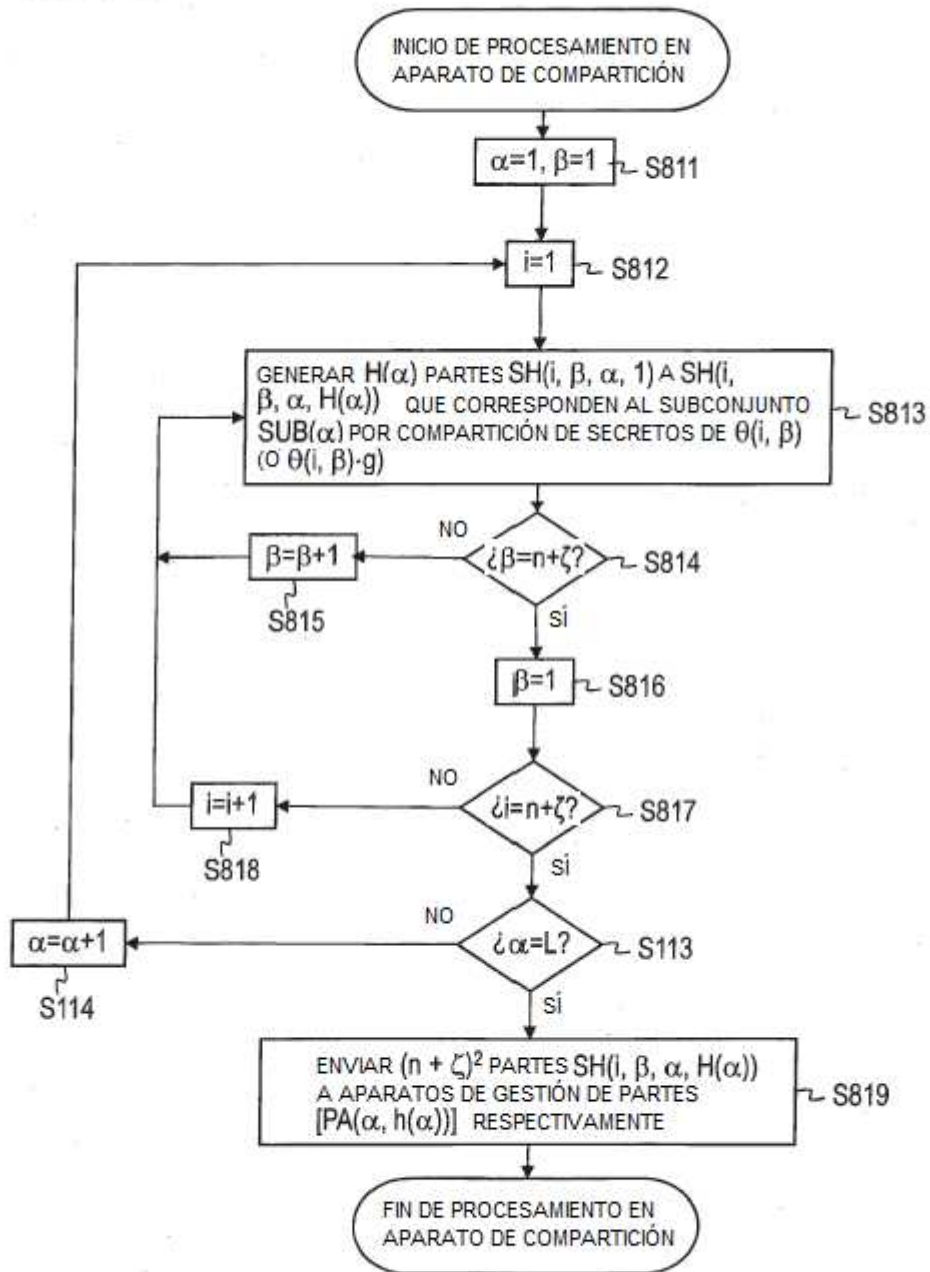 INICIO DE PROCESAMIENTO EN
APARATO DE COMPARTICIÓN
α=1, β=1
S811
i=1
S812
GENERAR H(α) PARTES SH(i, β, α, 1) A SH(i,
β, α, H(α)) QUE CORRESPONDEN AL SUBCONJUNTO
SUB(α) POR COMPARTICIÓN DE SECRETOS DE θ(i, β)
(O θ(i, β)·g)
S813
NO
¿β=n+ζ?
S814
β=β+1
S815
SÍ
β=1
S816
NO
¿i=n+ζ?
S817
i=i+1
S818
SÍ
NO
¿α=L?
S113
α=α+1
S114
SÍ
ENVIAR (n + ζ)² PARTES SH(i, β, α, H(α))
A APARATOS DE GESTIÓN DE PARTES
[PA(α, h(α))] RESPECTIVAMENTE
S819
FIN DE PROCESAMIENTO EN
APARATO DE COMPARTICIÓN